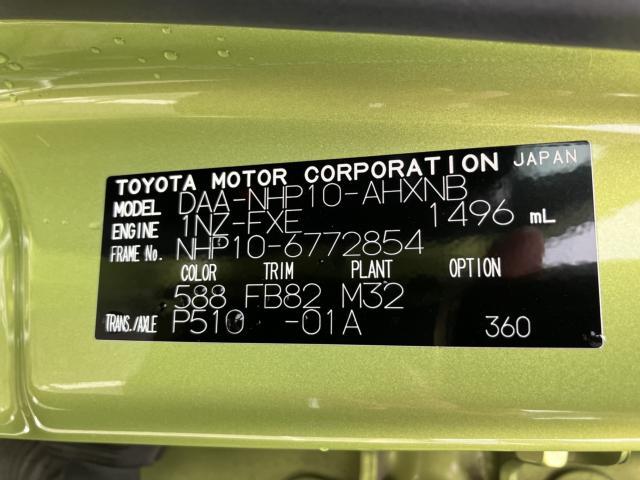 TOYOTA MOTOR CORPORATION JAPAN
MODEL DAA-NHP10-AHXNB
ENGINE 1NZ-FXE 1496 mL
FRAME No. NHP10-6772854
COLOR TRIM PLANT OPTION
588 FB82 M32
TRANS./AXLE P510 -01A 360